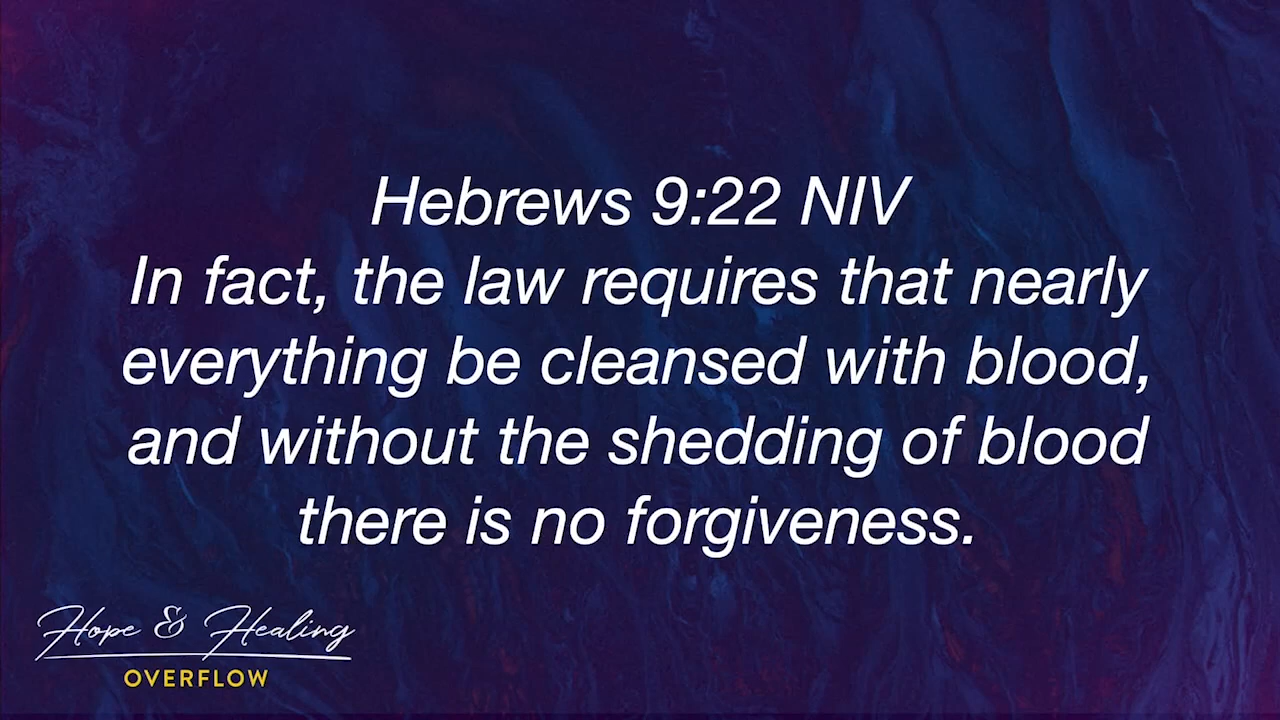 Hebrews 9:22 NIV
In fact, the law requires that nearly
everything be cleansed with blood,
and without the shedding of blood
there is no forgiveness.
Hope & Healing
OVERFLOW